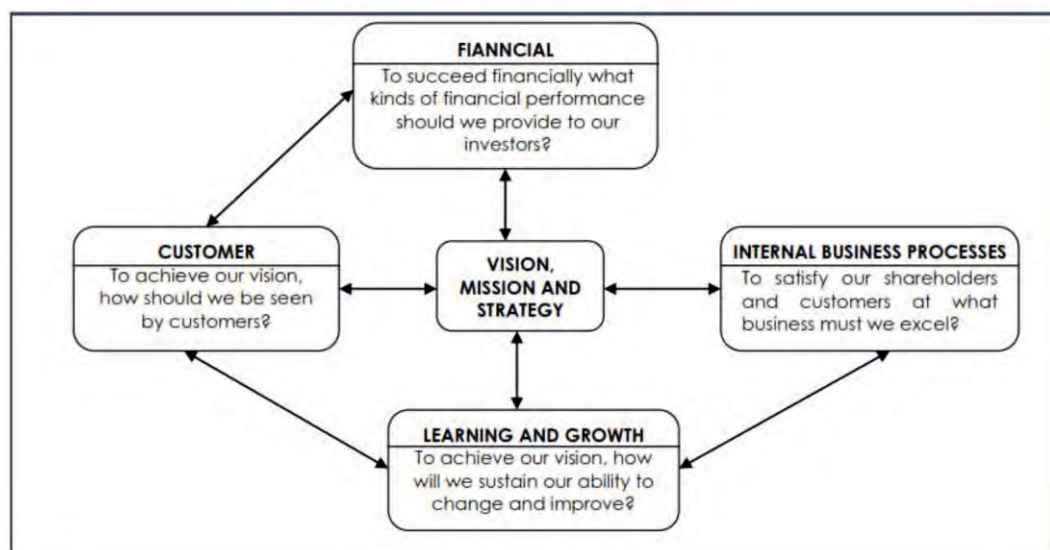 FIANNCIAL
To succeed financially what
kinds of financial performance
should we provide to our
investors?
CUSTOMER
To achieve our vision,
how should we be seen
by customers?
VISION,
MISSION AND
STRATEGY
INTERNAL BUSINESS PROCESSES
To satisfy our shareholders
and customers at what
business must we excel?
LEARNING AND GROWTH
To achieve our vision, how
will we sustain our ability to
change and improve?